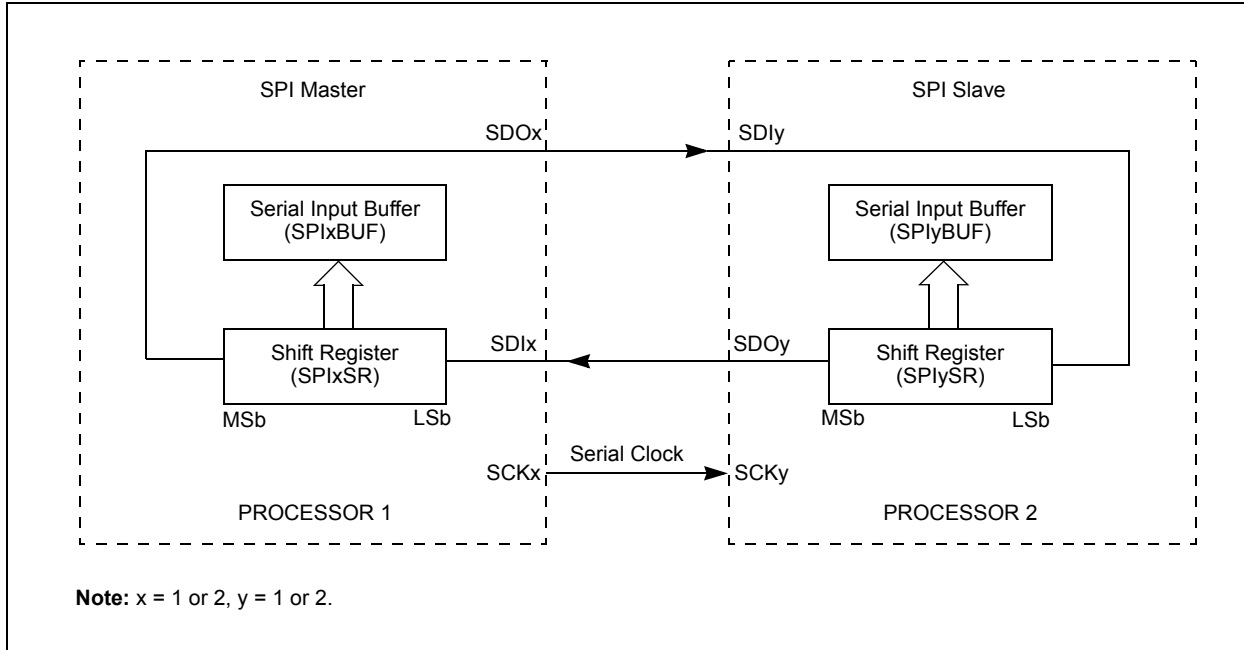 SPI Master
SPI Slave
SDOx
SDIy
Serial Input Buffer
(SPIxBUF)
Serial Input Buffer
(SPIyBUF)
Shift Register
(SPIxSR)
SDIx
SDOy
Shift Register
(SPIySR)
MSb
LSb
MSb
LSb
Serial Clock
SCKx
SCKy
PROCESSOR 1
PROCESSOR 2
Note: x = 1 or 2, y = 1 or 2.